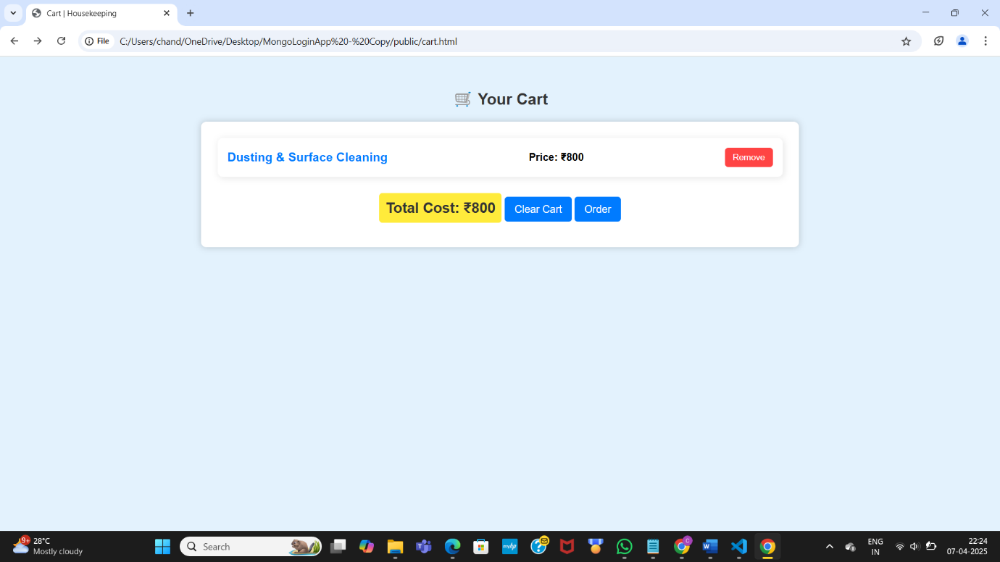 Cart | Housekeeping
File
C:/Users/chand/OneDrive/Desktop/MongoLoginApp%20-%20Copy/public/cart.html
Your Cart
Dusting & Surface Cleaning
Price: ₹800
Remove
Total Cost: ₹800
Clear Cart
Order
9+
28°C
Mostly cloudy
Search
myhp
C
W
ENG
IN
22:24
07-04-2025